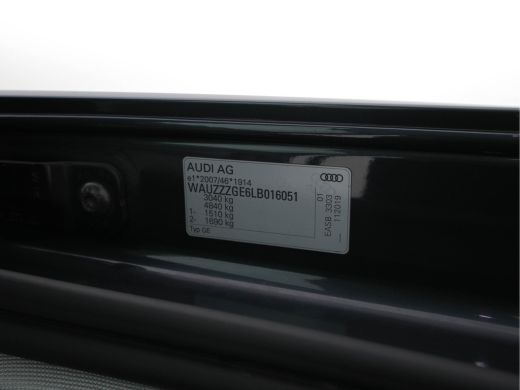 AUDI AG
e1*2007/46*1914
WAUZZZGE6LB016051
3040 kg
4840 kg
1- 1510 kg
2- 1690 kg
Typ GE
01
EASB 3303
112019